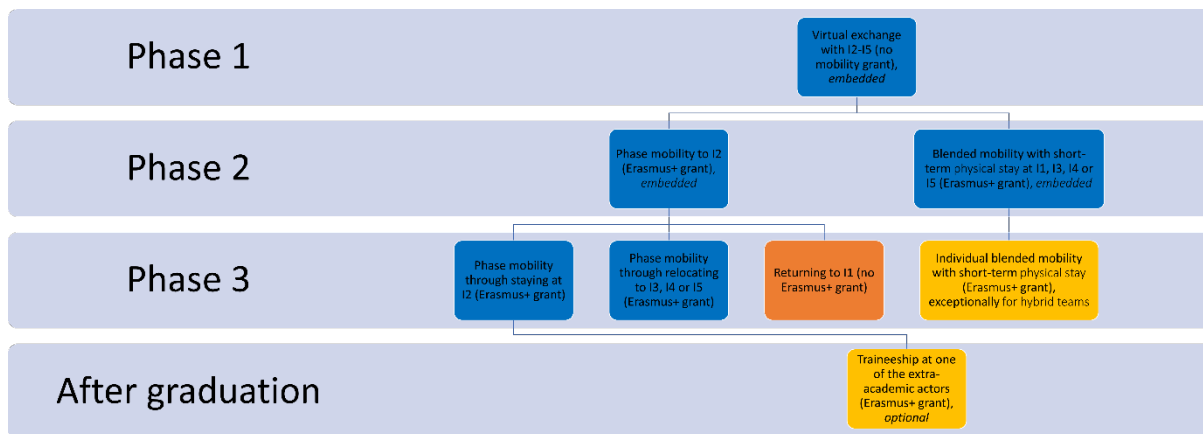 Phase 1
Virtual exchange
with I2-I5 (no
mobility grant),
embedded
Phase 2
Phase mobility to I2
(Erasmus+ grant),
embedded
Blended mobility with short-
term physical stay at I1, I3, I4 or
I5 (Erasmus+ grant), embedded
Phase 3
Phase mobility
through staying at
I2 (Erasmus+ grant)
Phase mobility
through relocating
to I3, I4 or I5
(Erasmus+ grant)
Returning to I1 (no
Erasmus+ grant)
Individual blended mobility
with short-term physical stay
(Erasmus+ grant),
exceptionally for hybrid teams
After graduation
Traineeship at one
of the extra-
academic actors
(Erasmus+ grant),
optional